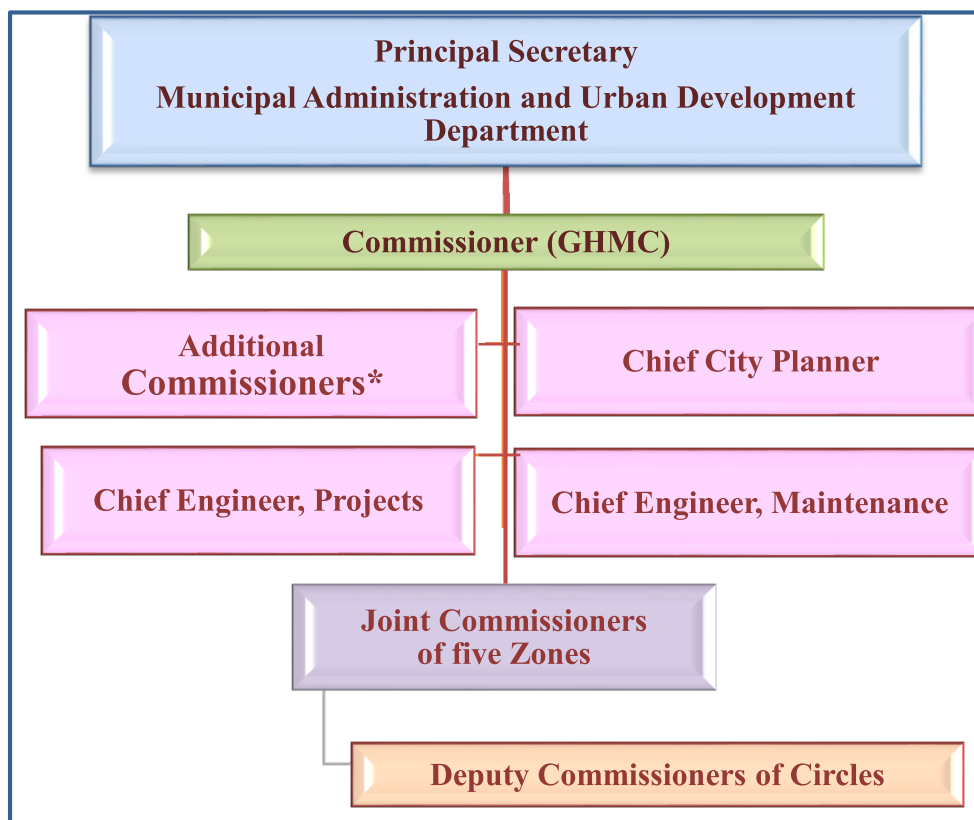 Principal Secretary
Municipal Administration and Urban Development
Department
Commissioner (GHMC)
Additional
Commissioners*
Chief City Planner
Chief Engineer, Projects
Chief Engineer, Maintenance
Joint Commissioners
of five Zones
Deputy Commissioners of Circles